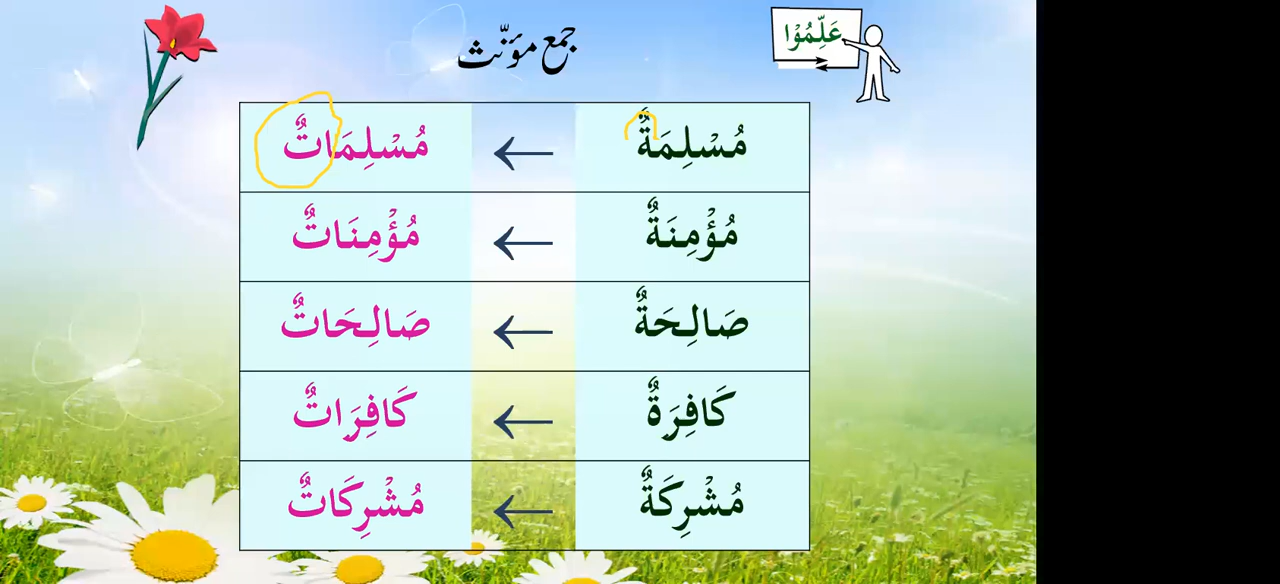 جمع مؤنّث
عَلِّمُوْا
مُسْلِمَةٌ ← مُسْلِمَاتٌ
مُؤْمِنَةٌ ← مُؤْمِنَاتٌ
صَالِحَةٌ ← صَالِحَاتٌ
كَافِرَةٌ ← كَافِرَاتٌ
مُشْرِكَةٌ ← مُشْرِكَاتٌ